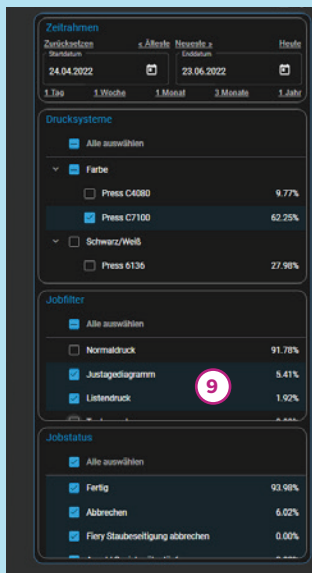 Zeitrahmen
Zurücksetzen < Älteste Neueste > Heute
Startdatum Enddatum
24.04.2022 23.06.2022
1.Tag 1.Woche 1.Monat 3.Monate 1.Jahr
Drucksysteme
Alle auswählen
Farbe
Press C4080 9.77%
Press C7100 62.25%
Schwarz/Weiß
Press 6136 27.98%
Jobfilter
Alle auswählen
Normaldruck 91.78%
Justagediagramm 5.41%
9
Listendruck 1.92%
Jobstatus
Alle auswählen
Fertig 93.98%
Abbrechen 6.02%
Fiery Staubeseitigung abbrechen 0.00%